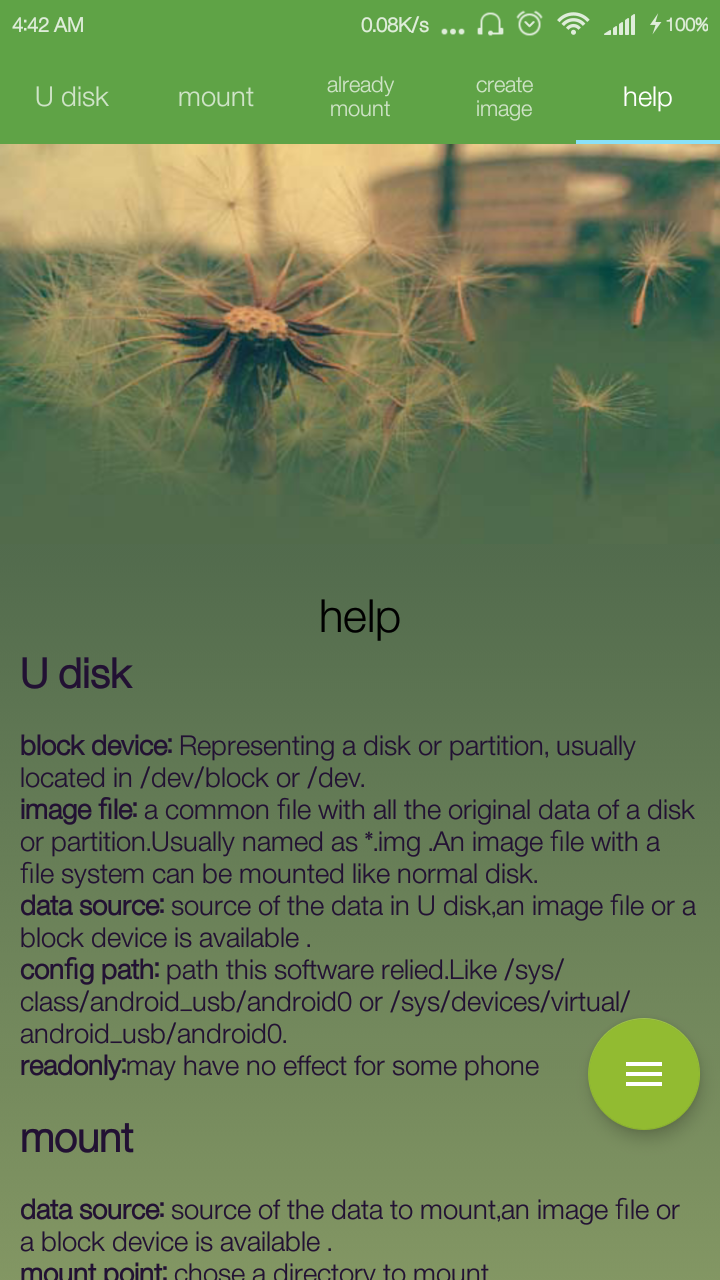 4:42 AM 0.08K/s ... 100%
U disk mount already mount create image help
help
U disk
block device: Representing a disk or partition, usually
located in /dev/block or /dev.
image file: a common file with all the original data of a disk
or partition.Usually named as *.img .An image file with a
file system can be mounted like normal disk.
data source: source of the data in U disk,an image file or a
block device is available .
config path: path this software relied.Like /sys/
class/android_usb/android0 or /sys/devices/virtual/
android_usb/android0.
readonly:may have no effect for some phone
mount
data source: source of the data to mount,an image file or
a block device is available .
mount point: chose a directory to mount